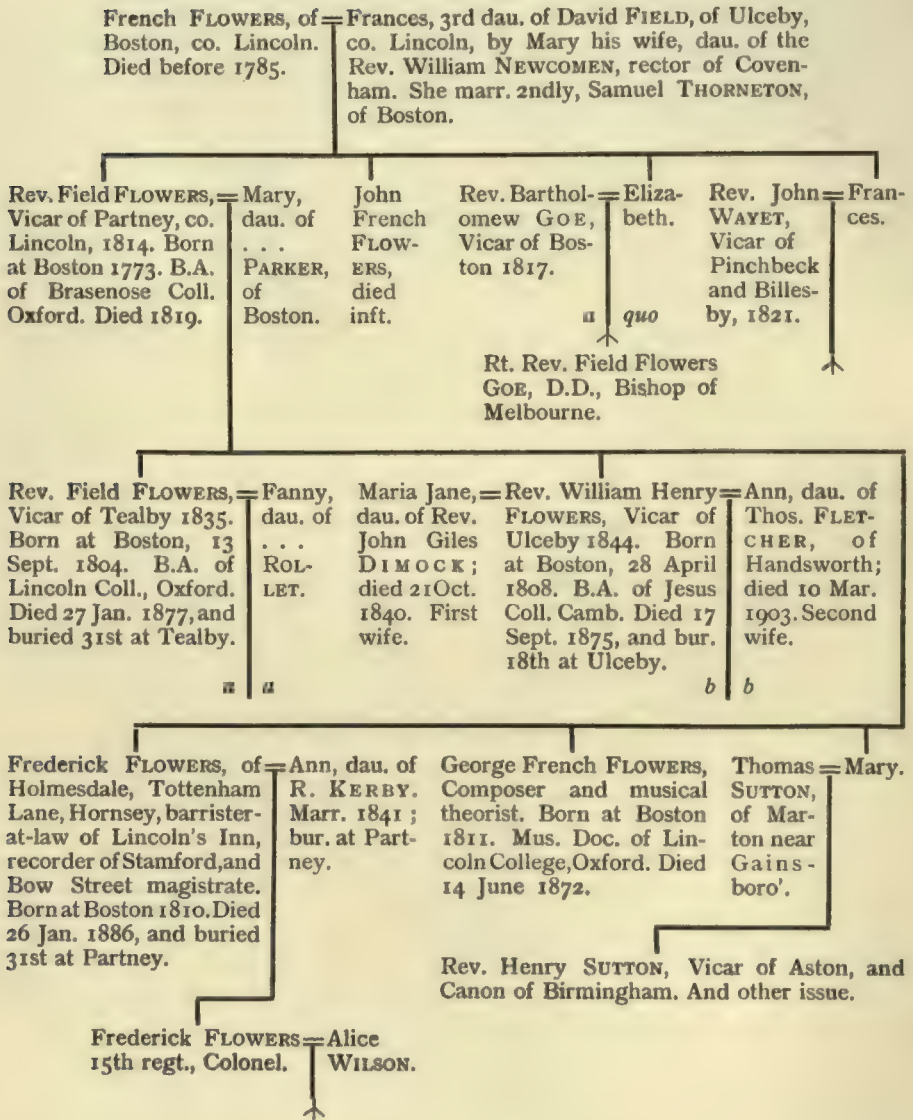 French FLOWERS, of
Boston, co. Lincoln.
Died before 1785.
=
Frances, 3rd dau. of David FIELD, of Ulceby,
co. Lincoln, by Mary his wife, dau. of the
Rev. William NEWCOMEN, rector of Coven-
ham. She marr. 2ndly, Samuel THORNETON,
of Boston.
Rev. Field FLOWERS,
Vicar of Partney, co.
Lincoln, 1814. Born
at Boston 1773. B.A.
of Brasenose Coll.
Oxford. Died 1819.
=
Mary,
dau. of
. . .
PARKER,
of
Boston.
John
French
FLOW-
ERS,
died
inft.
Rev. Barthol-
omew GOE,
Vicar of Bos-
ton 1817.
=
Eliza-
beth.
a quo
Rev. John
WAYET,
Vicar of
Pinchbeck
and Billes-
by, 1821.
=
Fran-
ces.
Rt. Rev. Field Flowers
GOE, D.D., Bishop of
Melbourne.
Rev. Field FLOWERS,
Vicar of Tealby 1835.
Born at Boston, 13
Sept. 1804. B.A. of
Lincoln Coll., Oxford.
Died 27 Jan. 1877, and
buried 31st at Tealby.
=
Fanny,
dau. of
. . .
ROL-
LET.
a a
Maria Jane,
dau. of Rev.
John Giles
DIMOCK;
died 21 Oct.
1840. First
wife.
=
Rev. William Henry
FLOWERS, Vicar of
Ulceby 1844. Born
at Boston, 28 April
1808. B.A. of Jesus
Coll. Camb. Died 17
Sept. 1875, and bur.
18th at Ulceby.
=
Ann, dau. of
Thos. FLET-
CHER, of
Handsworth;
died 10 Mar.
1903. Second
wife.
b b
Frederick FLOWERS, of
Holmesdale, Tottenham
Lane, Hornsey, barrister-
at-law of Lincoln's Inn,
recorder of Stamford, and
Bow Street magistrate.
Born at Boston 1810. Died
26 Jan. 1886, and buried
31st at Partney.
=
Ann, dau. of
R. KERBY.
Marr. 1841;
bur. at Part-
ney.
George French FLOWERS,
Composer and musical
theorist. Born at Boston
1811. Mus. Doc. of Lin-
coln College, Oxford. Died
14 June 1872.
Thomas
SUTTON,
of Mar-
ton near
Gains-
boro'.
=
Mary.
Rev. Henry SUTTON, Vicar of Aston, and
Canon of Birmingham. And other issue.
Frederick FLOWERS
15th regt., Colonel.
=
Alice
WILSON.